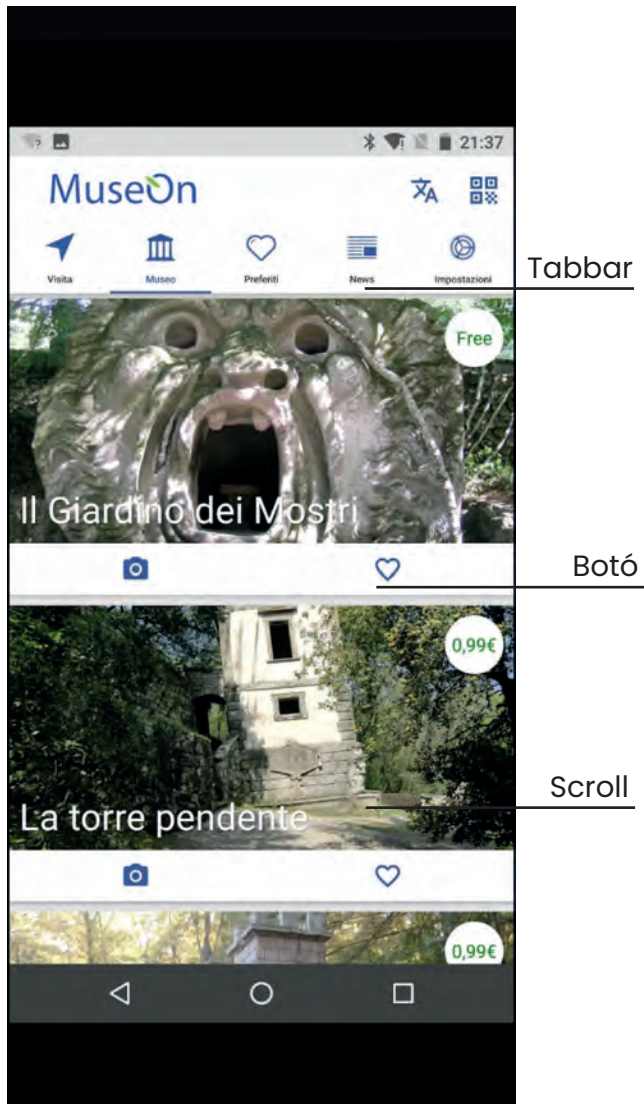 21:37
MuseOn
Visita Museo Preferiti News Impostazioni
Tabbar
Free
Il Giardino dei Mostri
Botó
0,99€
Scroll
La torre pendente
0,99€